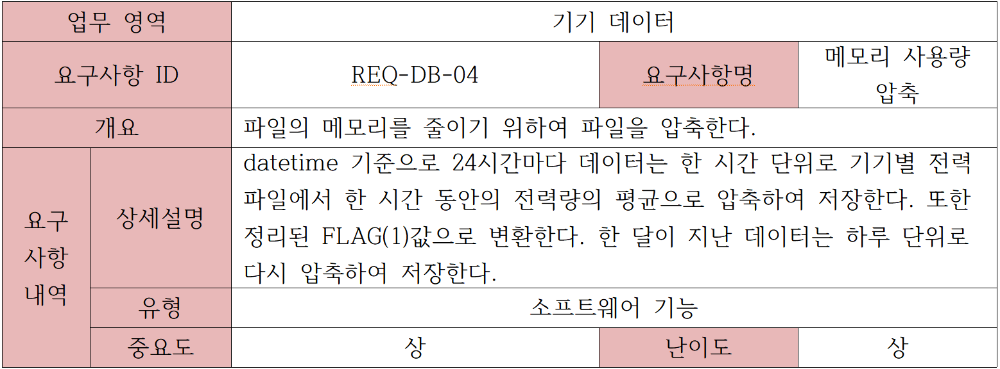 업무 영역
기기 데이터
요구사항 ID
REQ-DB-04
요구사항명
메모리 사용량
압축
개요
파일의 메모리를 줄이기 위하여 파일을 압축한다.
요구
사항
내역
상세설명
datetime 기준으로 24시간마다 데이터는 한 시간 단위로 기기별 전력
파일에서 한 시간 동안의 전력량의 평균으로 압축하여 저장한다. 또한
정리된 FLAG(1)값으로 변환한다. 한 달이 지난 데이터는 하루 단위로
다시 압축하여 저장한다.
유형
소프트웨어 기능
중요도
상
난이도
상